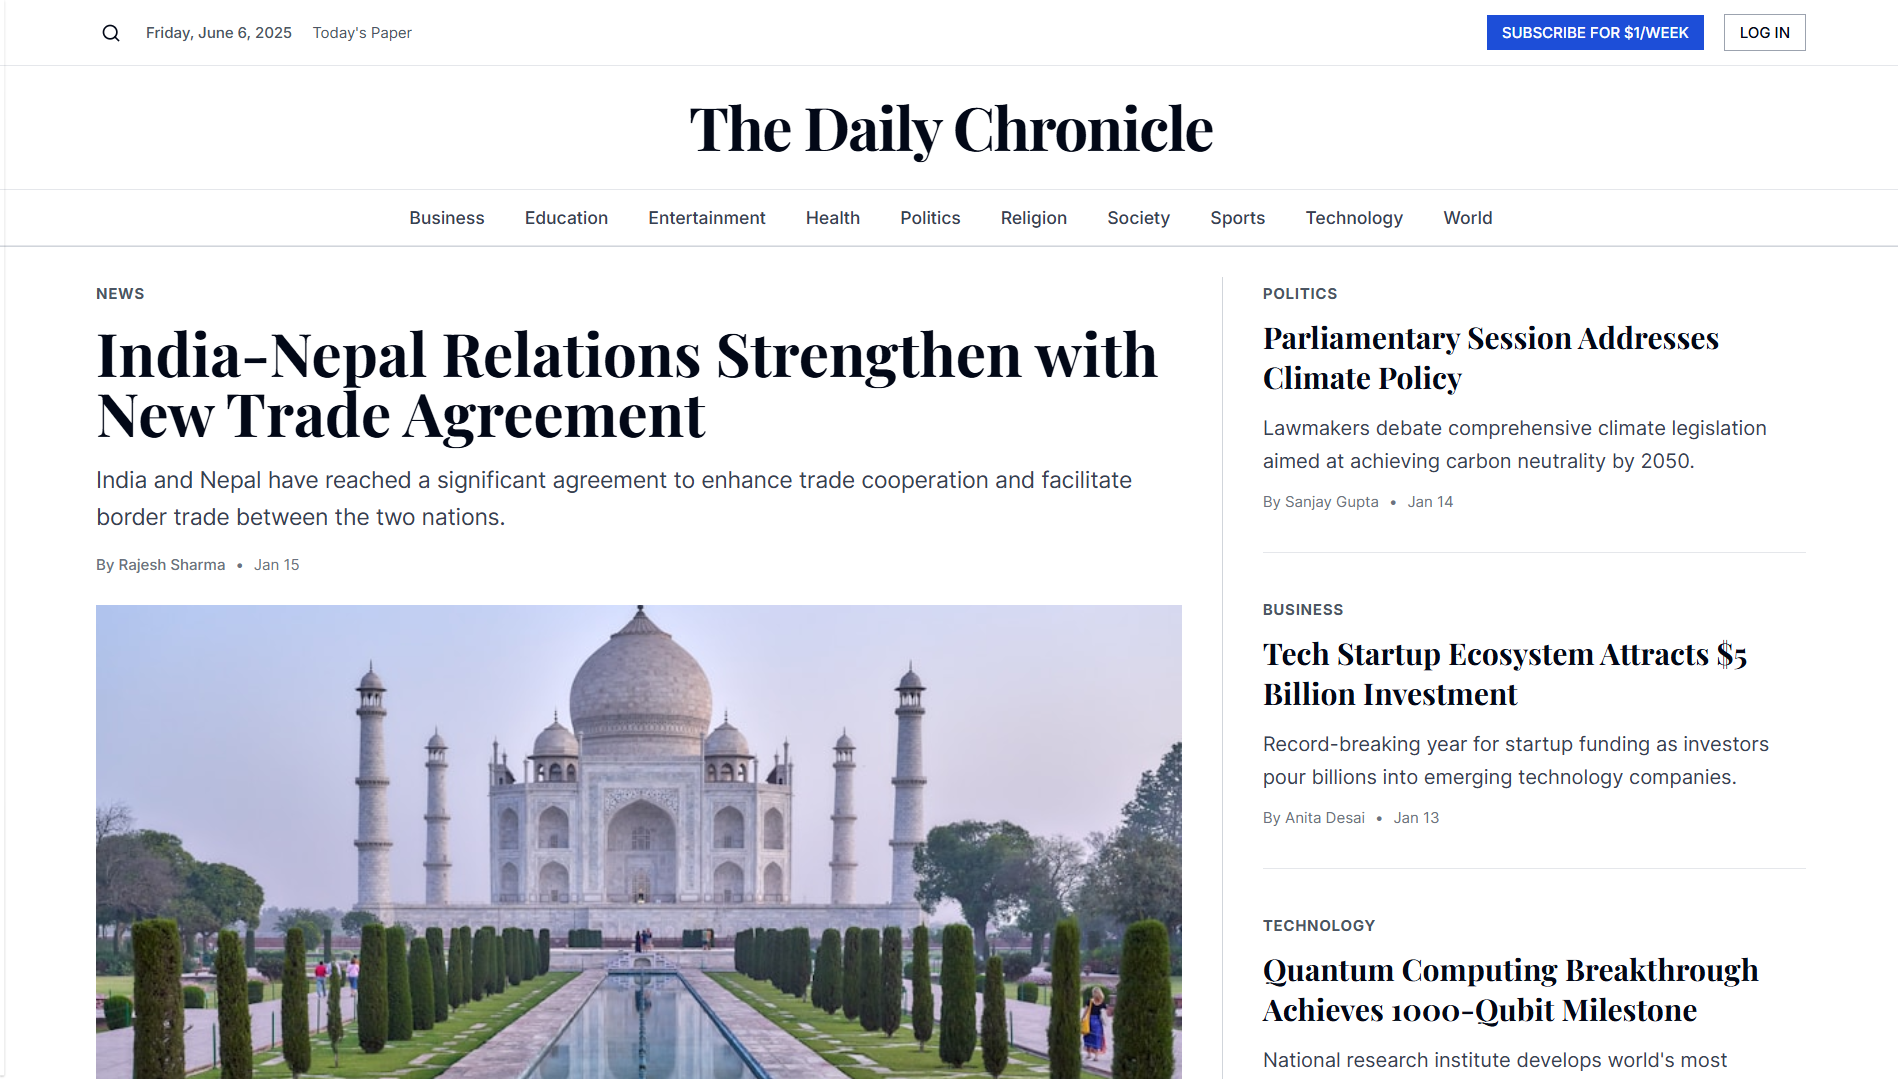 Friday, June 6, 2025
Today's Paper
SUBSCRIBE FOR $1/WEEK
LOG IN
The Daily Chronicle
Business
Education
Entertainment
Health
Politics
Religion
Society
Sports
Technology
World
NEWS
India-Nepal Relations Strengthen with
New Trade Agreement
India and Nepal have reached a significant agreement to enhance trade cooperation and facilitate
border trade between the two nations.
By Rajesh Sharma • Jan 15
POLITICS
Parliamentary Session Addresses
Climate Policy
Lawmakers debate comprehensive climate legislation
aimed at achieving carbon neutrality by 2050.
By Sanjay Gupta • Jan 14
BUSINESS
Tech Startup Ecosystem Attracts $5
Billion Investment
Record-breaking year for startup funding as investors
pour billions into emerging technology companies.
By Anita Desai • Jan 13
TECHNOLOGY
Quantum Computing Breakthrough
Achieves 1000-Qubit Milestone
National research institute develops world's most